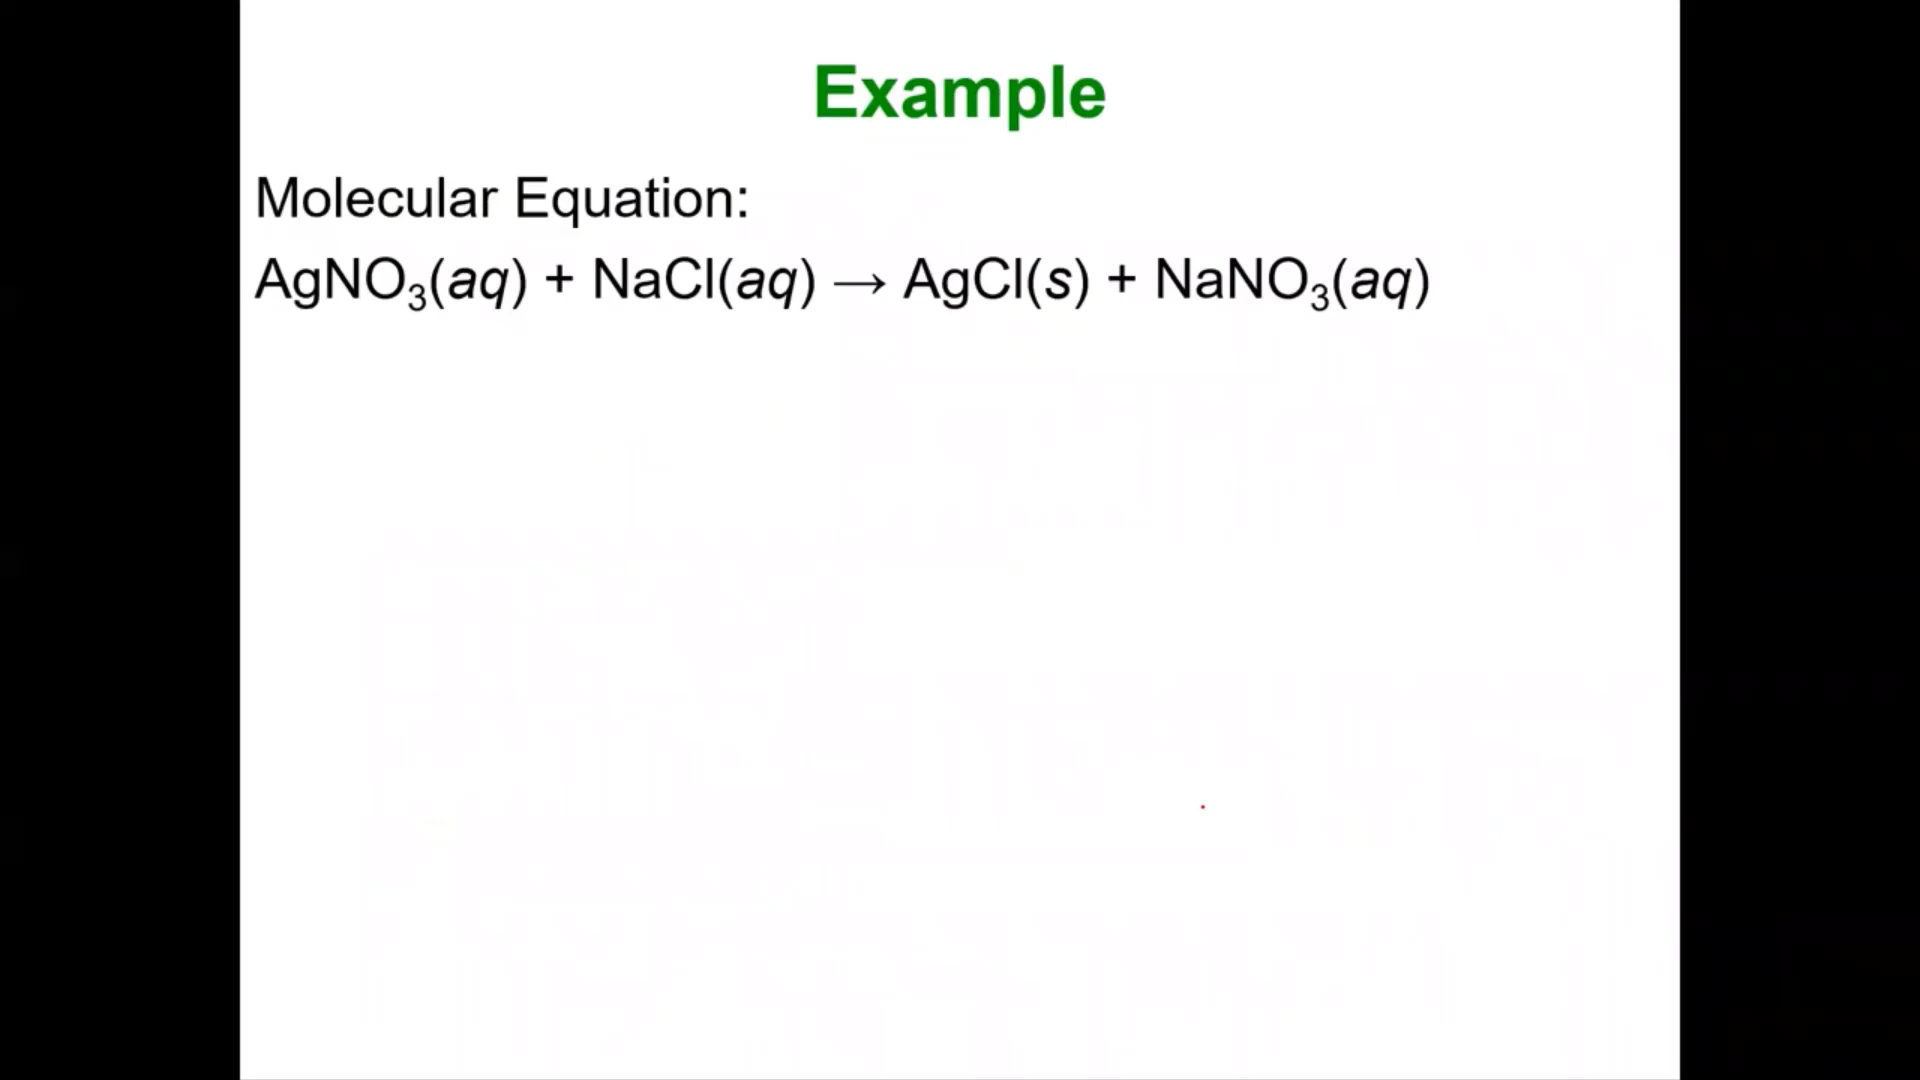 Example
Molecular Equation:
AgNO₃(aq) + NaCl(aq) → AgCl(s) + NaNO₃(aq)